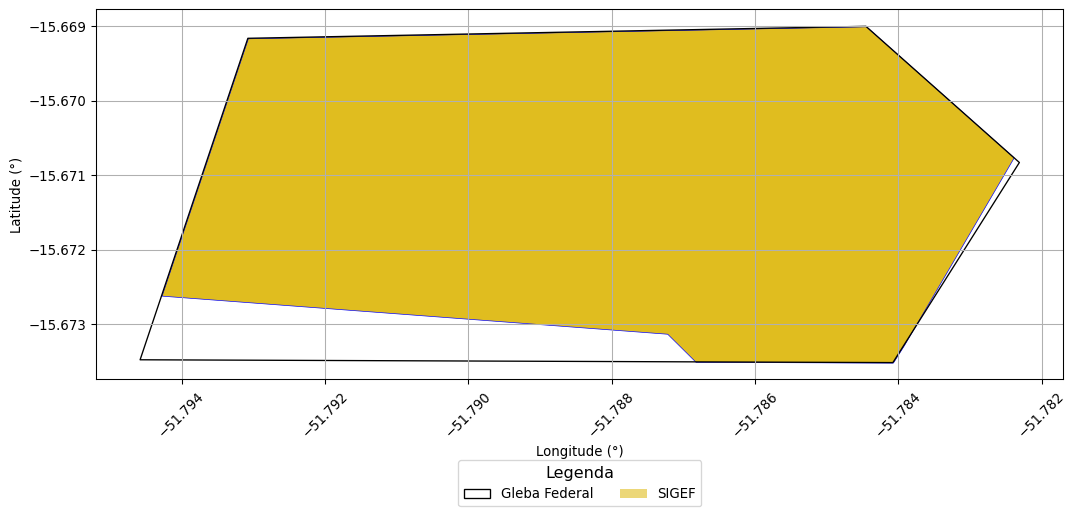 −15.669
−15.670
−15.671
−15.672
−15.673
Latitude (°)
−51.794
−51.792
−51.790
−51.788
−51.786
−51.784
−51.782
Longitude (°)
Legenda
Gleba Federal
SIGEF